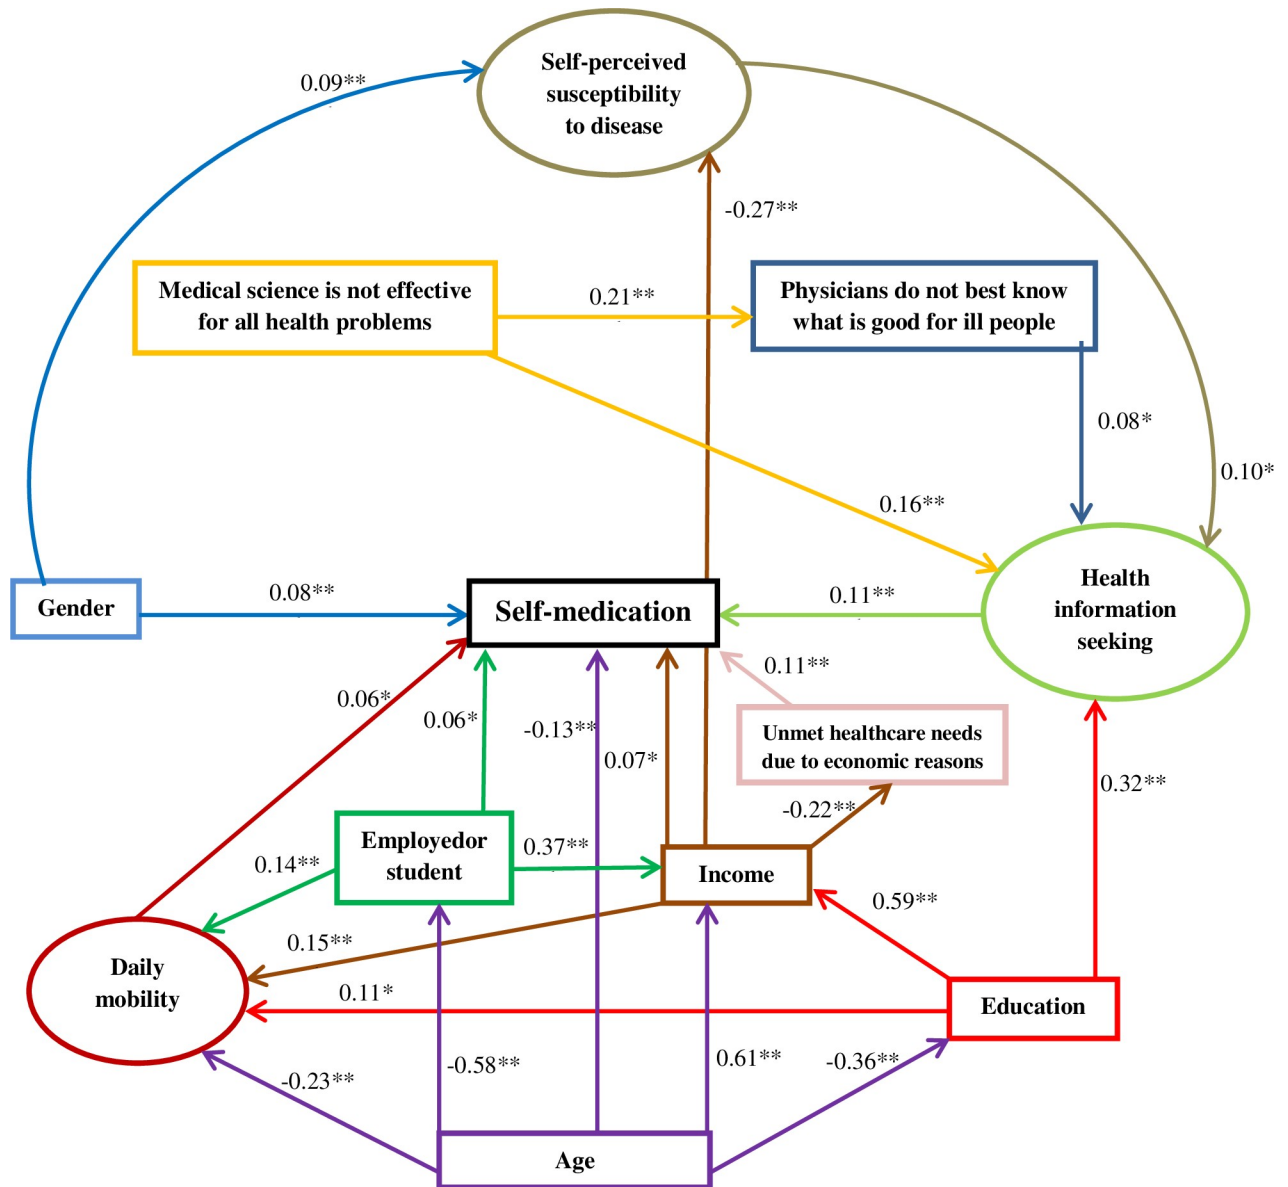 Self-perceived
susceptibility
to disease
0.09**
-0.27**
Medical science is not effective
for all health problems
0.21**
Physicians do not best know
what is good for ill people
0.08*
0.10*
0.16**
Gender
0.08**
Self-medication
0.11**
Health
information
seeking
0.06*
0.06*
-0.13**
0.07*
0.11**
Unmet healthcare needs
due to economic reasons
0.32**
-0.22**
Employedor
student
0.14**
0.37**
Income
0.59**
0.15**
Daily
mobility
0.11*
Education
-0.23**
-0.58**
0.61**
-0.36**
Age